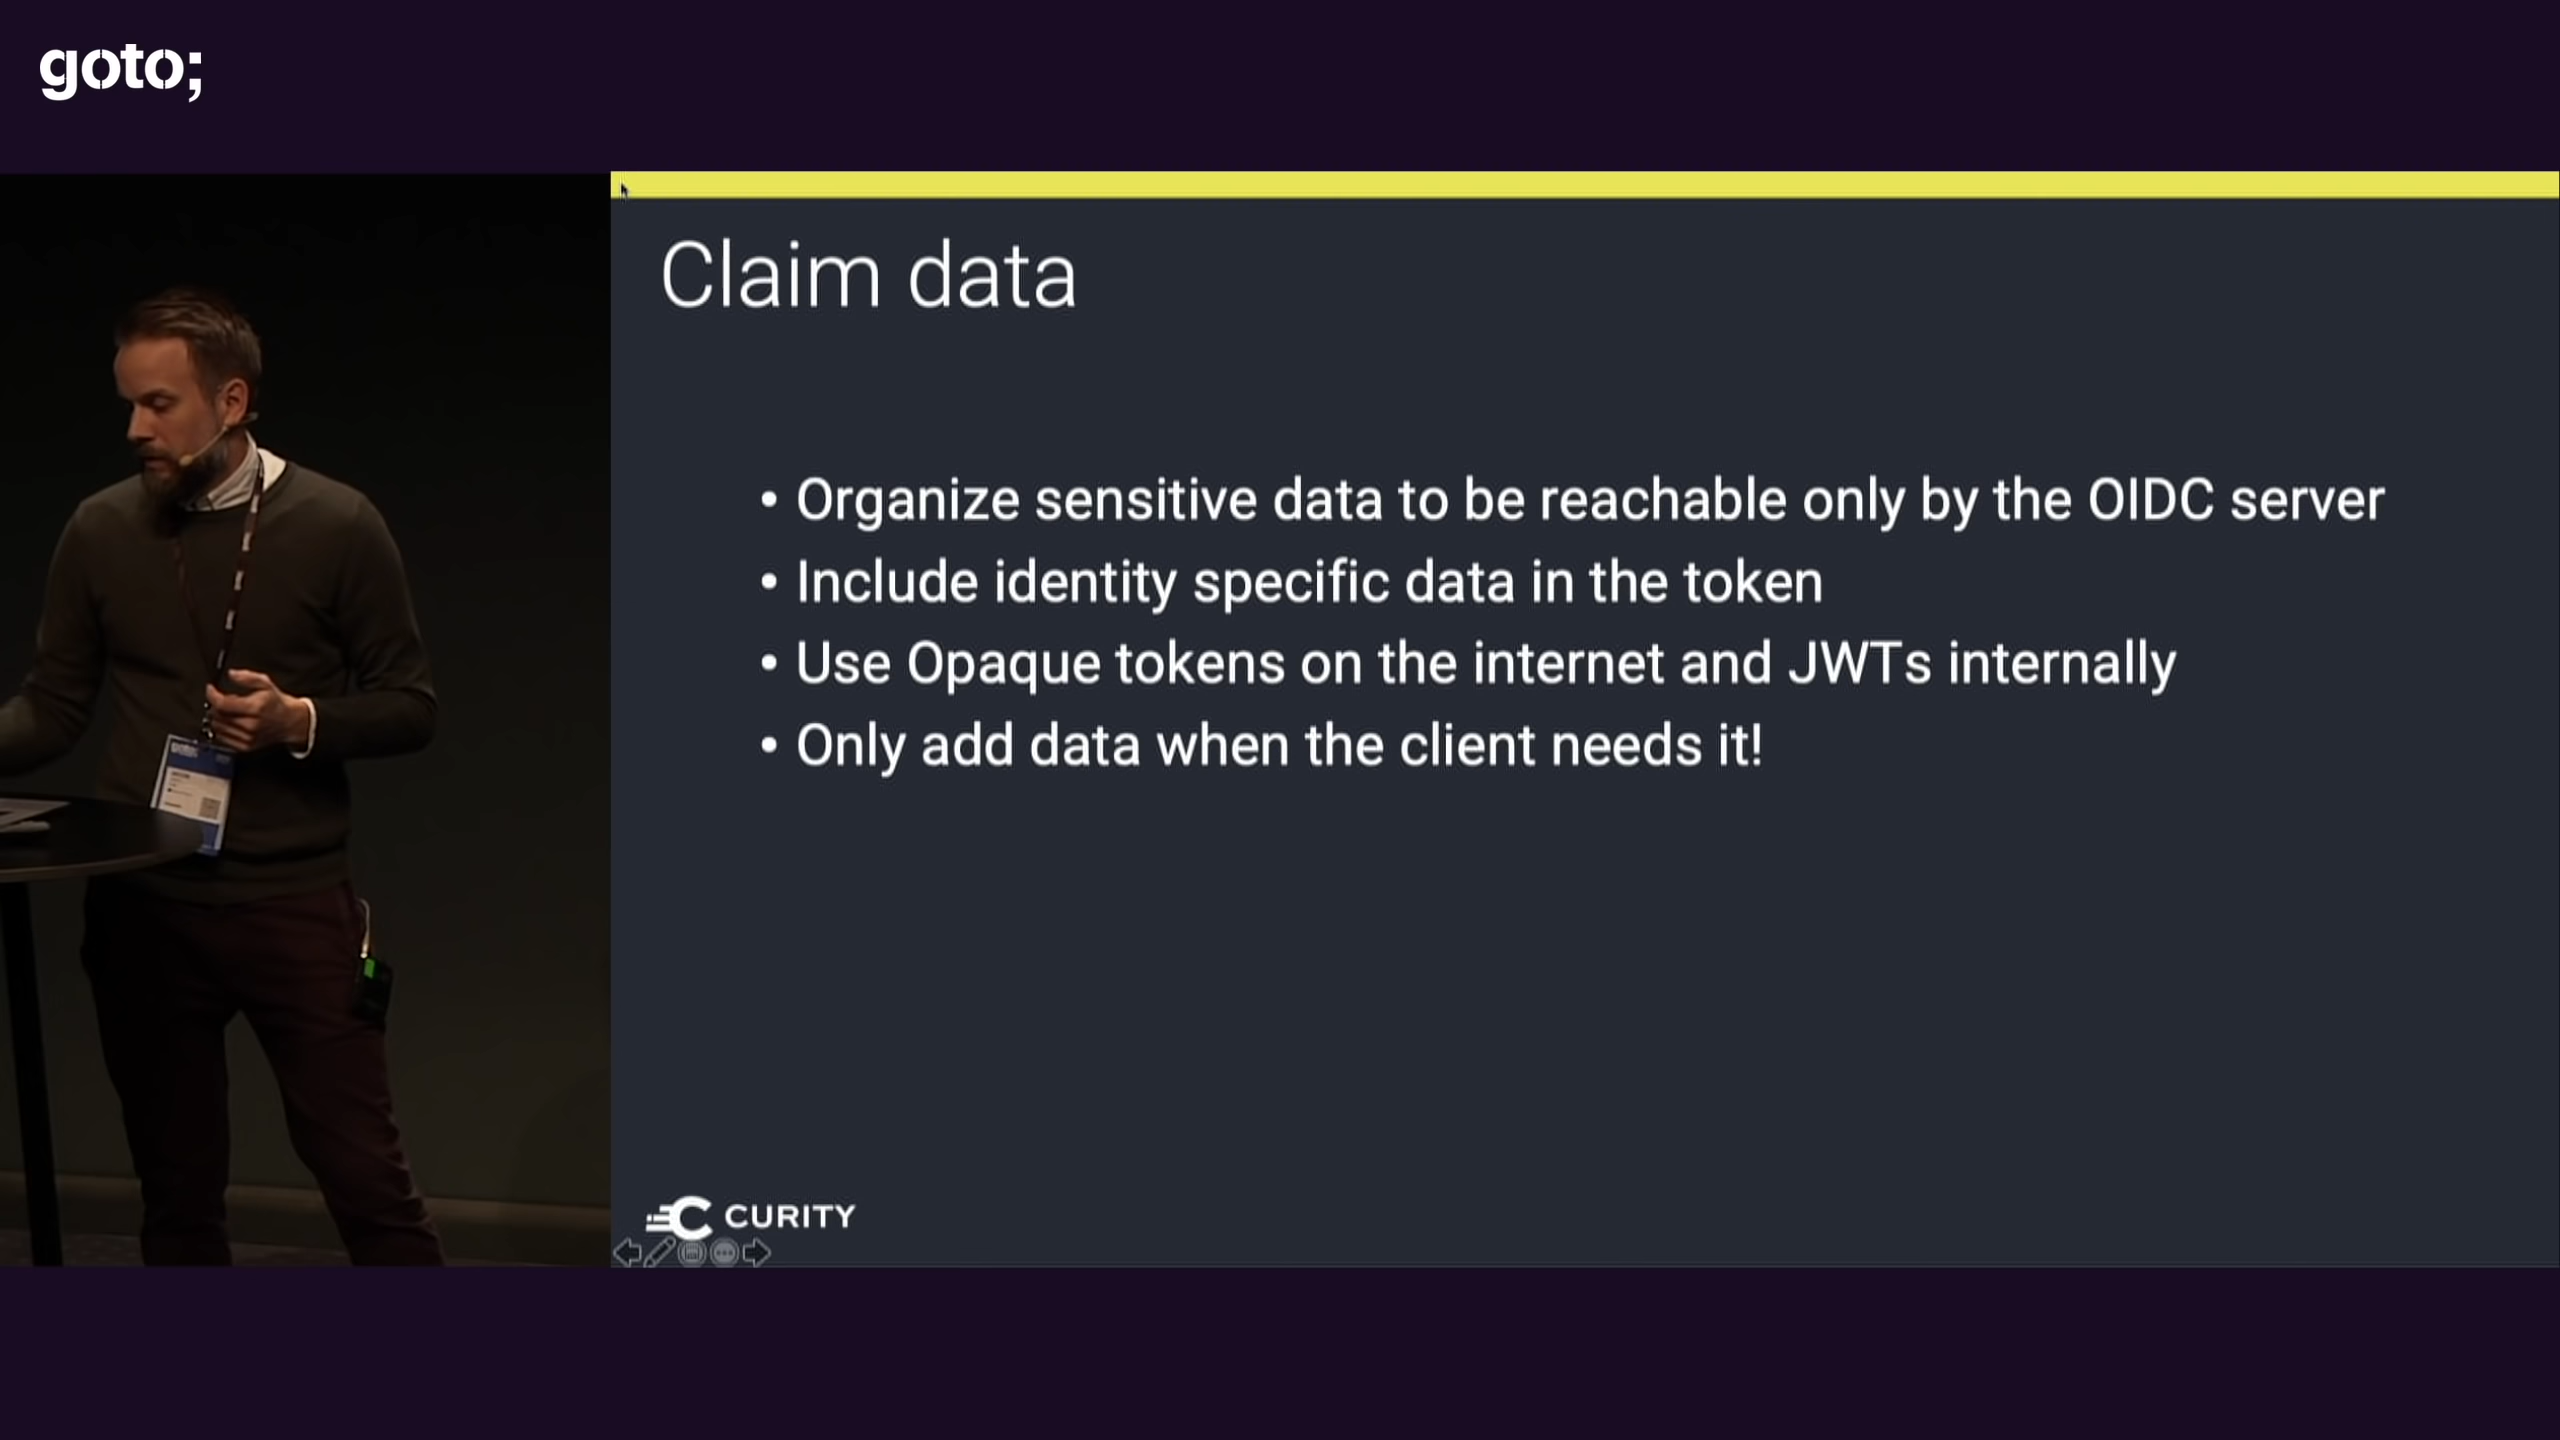 goto;
Claim data
• Organize sensitive data to be reachable only by the OIDC server
• Include identity specific data in the token
• Use Opaque tokens on the internet and JWTs internally
• Only add data when the client needs it!
CURITY